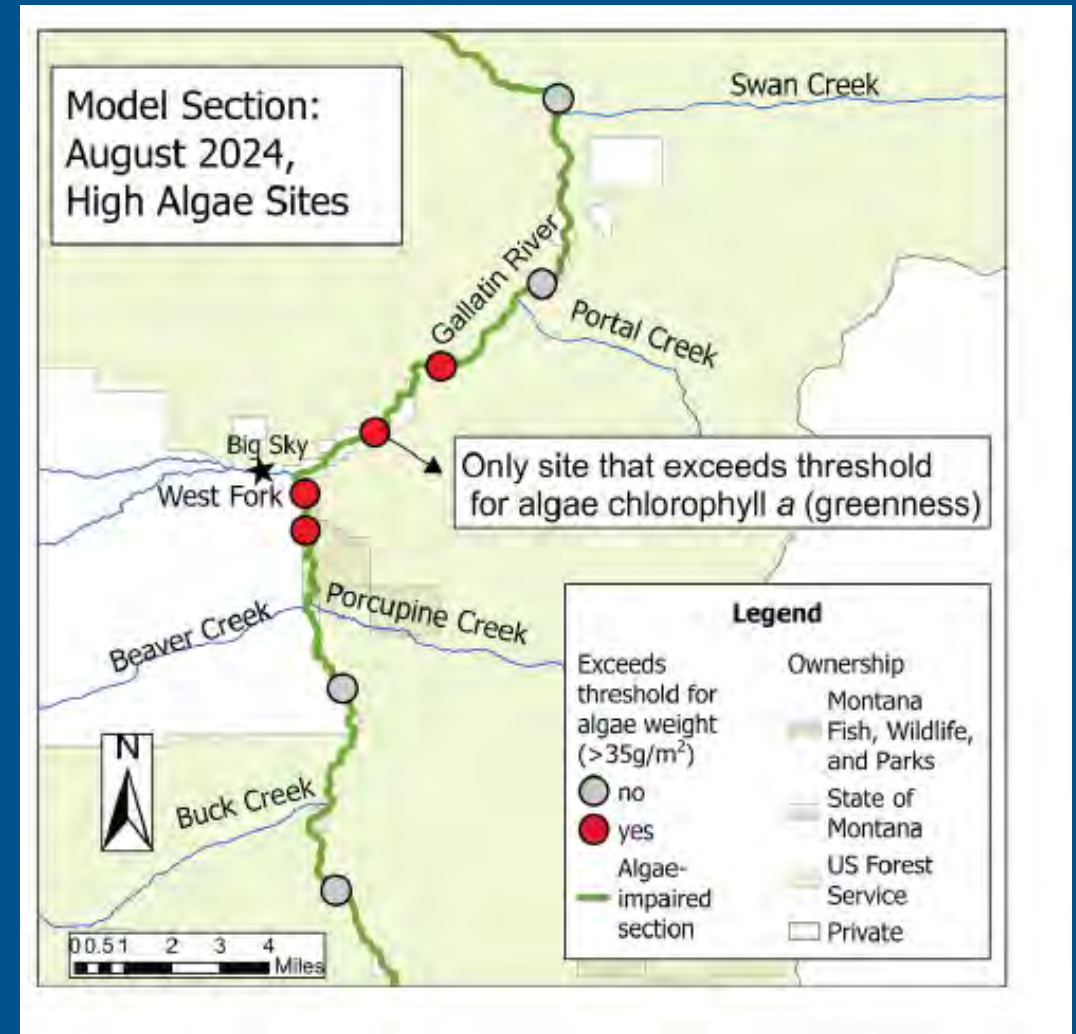 Model Section:
August 2024,
High Algae Sites
Swan Creek
Gallatin River
Portal Creek
Big Sky
West Fork
Only site that exceeds threshold
for algae chlorophyll a (greenness)
Porcupine Creek
Beaver Creek
Buck Creek
N
0 0.5 1 2 3 4
Miles
Legend
Exceeds
threshold for
algae weight
(>35g/m²)
no
yes
Algae-
impaired
section
Ownership
Montana
Fish, Wildlife,
and Parks
State of
Montana
US Forest
Service
Private